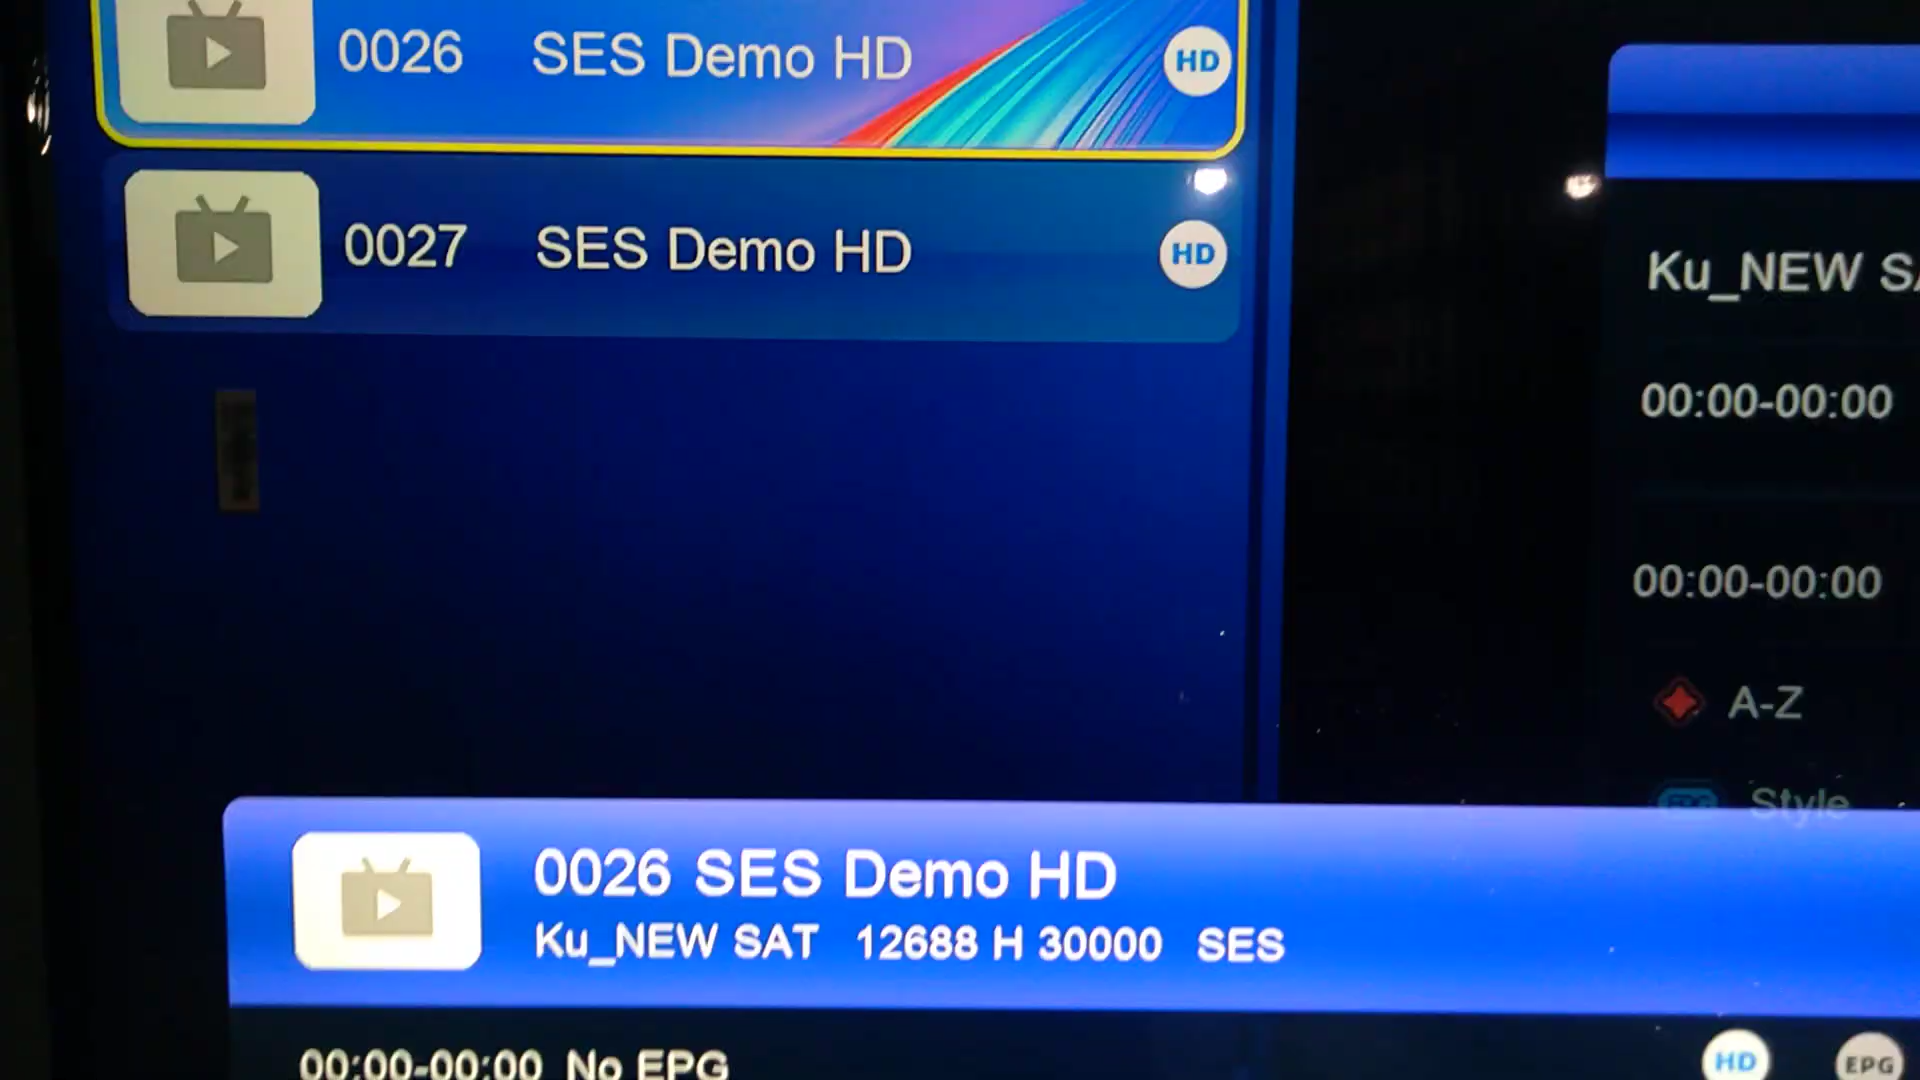 0026 SES Demo HD HD
0027 SES Demo HD HD
Ku_NEW
00:00-00:00
00:00-00:00
A-Z
Style
0026 SES Demo HD
Ku_NEW SAT 12688 H 30000 SES
00:00-00:00 No EPG
HD EPG